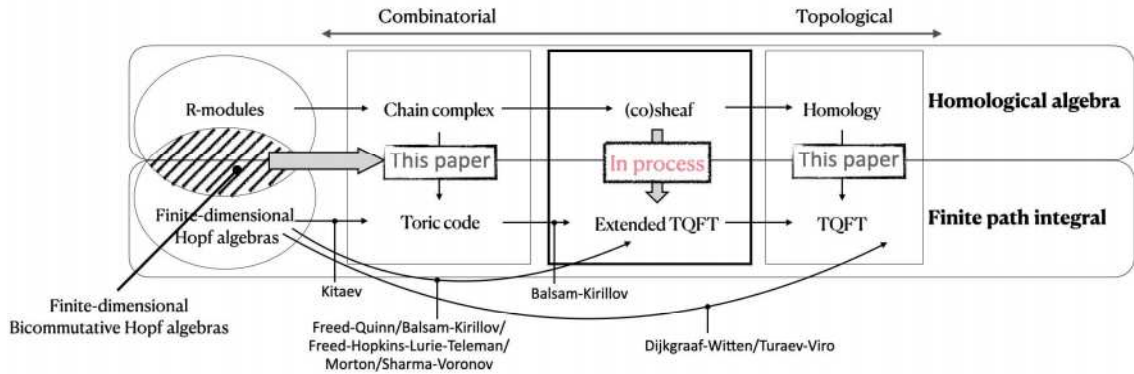 Combinatorial
Topological
R-modules
Chain complex
(co)sheaf
Homology
Homological algebra
This paper
In process
This paper
Finite-dimensional
Hopf algebras
Toric code
Extended TQFT
TQFT
Finite path integral
Kitaev
Balsam-Kirillov
Finite-dimensional
Bicommutative Hopf algebras
Freed-Quinn/Balsam-Kirillov/
Freed-Hopkins-Lurie-Teleman/
Morton/Sharma-Voronov
Dijkgraaf-Witten/Turaev-Viro